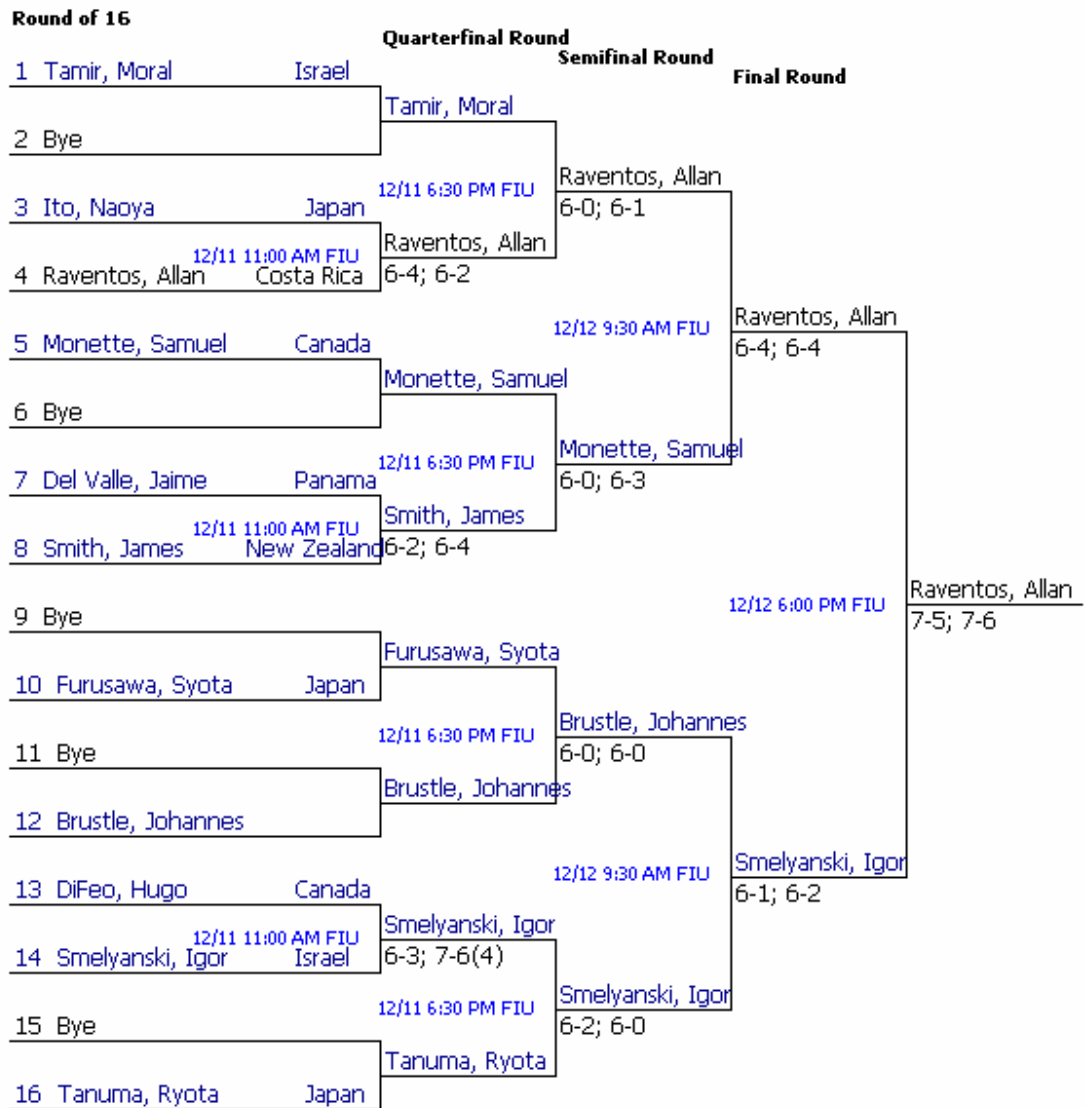 Round of 16
Quarterfinal Round
Semifinal Round
Final Round
1 Tamir, Moral Israel
Tamir, Moral
2 Bye
Raventos, Allan
12/11 6:30 PM FIU
3 Ito, Naoya Japan
6-0; 6-1
Raventos, Allan
12/11 11:00 AM FIU
4 Raventos, Allan Costa Rica
6-4; 6-2
Raventos, Allan
12/12 9:30 AM FIU
5 Monette, Samuel Canada
6-4; 6-4
Monette, Samuel
6 Bye
Monette, Samuel
12/11 6:30 PM FIU
7 Del Valle, Jaime Panama
6-0; 6-3
Smith, James
12/11 11:00 AM FIU
8 Smith, James New Zealand
6-2; 6-4
Raventos, Allan
12/12 6:00 PM FIU
9 Bye
7-5; 7-6
Furusawa, Syota
10 Furusawa, Syota Japan
Brustle, Johannes
12/11 6:30 PM FIU
11 Bye
6-0; 6-0
Brustle, Johannes
12 Brustle, Johannes
Smelyanski, Igor
12/12 9:30 AM FIU
13 DiFeo, Hugo Canada
6-1; 6-2
Smelyanski, Igor
12/11 11:00 AM FIU
14 Smelyanski, Igor Israel
6-3; 7-6(4)
Smelyanski, Igor
12/11 6:30 PM FIU
15 Bye
6-2; 6-0
Tanuma, Ryota
16 Tanuma, Ryota Japan